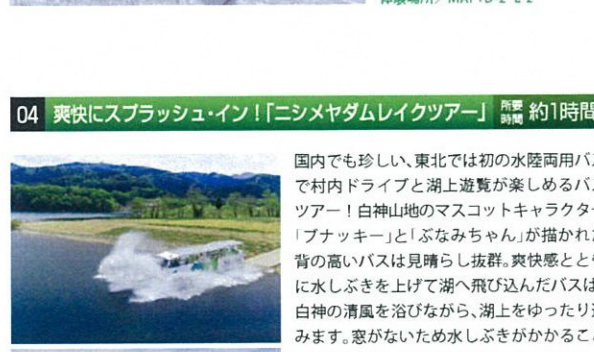 体験場所／MAP:D-2・E-2
04 爽快にスプラッシュ・イン！「ニシメヤダムレイクツアー」 所要時間 約1時間
国内でも珍しい、東北では初の水陸両用バ
で村内ドライブと湖上遊覧が楽しめるバ
ツアー！白神山地のマスコットキャラクタ
「ブナッキー」と「ぶなみちゃん」が描かれ
背の高いバスは見晴らし抜群。爽快感とと
に水しぶきを上げて湖へ飛び込んだバスは
白神の清風を浴びながら、湖上をゆったり
みます。窓がないため水しぶきがかかるこ